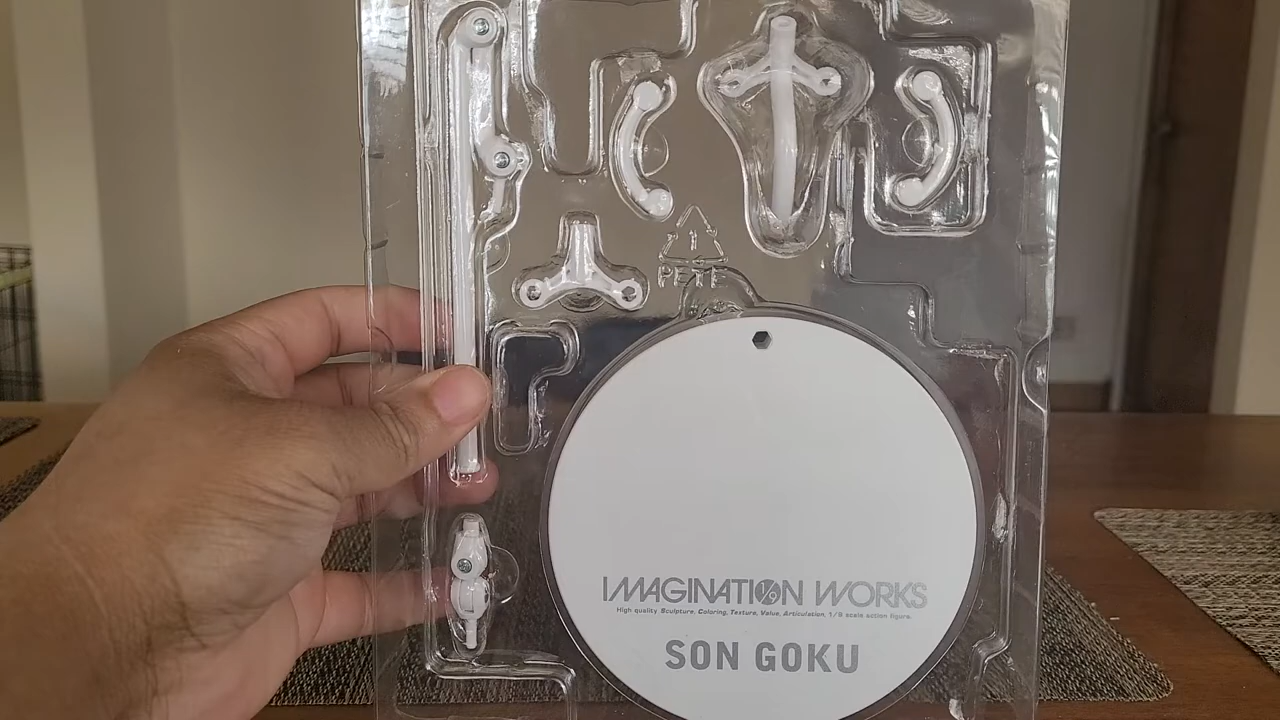 1
PETE
IMAGINATION WORKS
High quality Sculpture, Coloring, Texture, Value, Articulation, 1/9 scale action figure.
SON GOKU